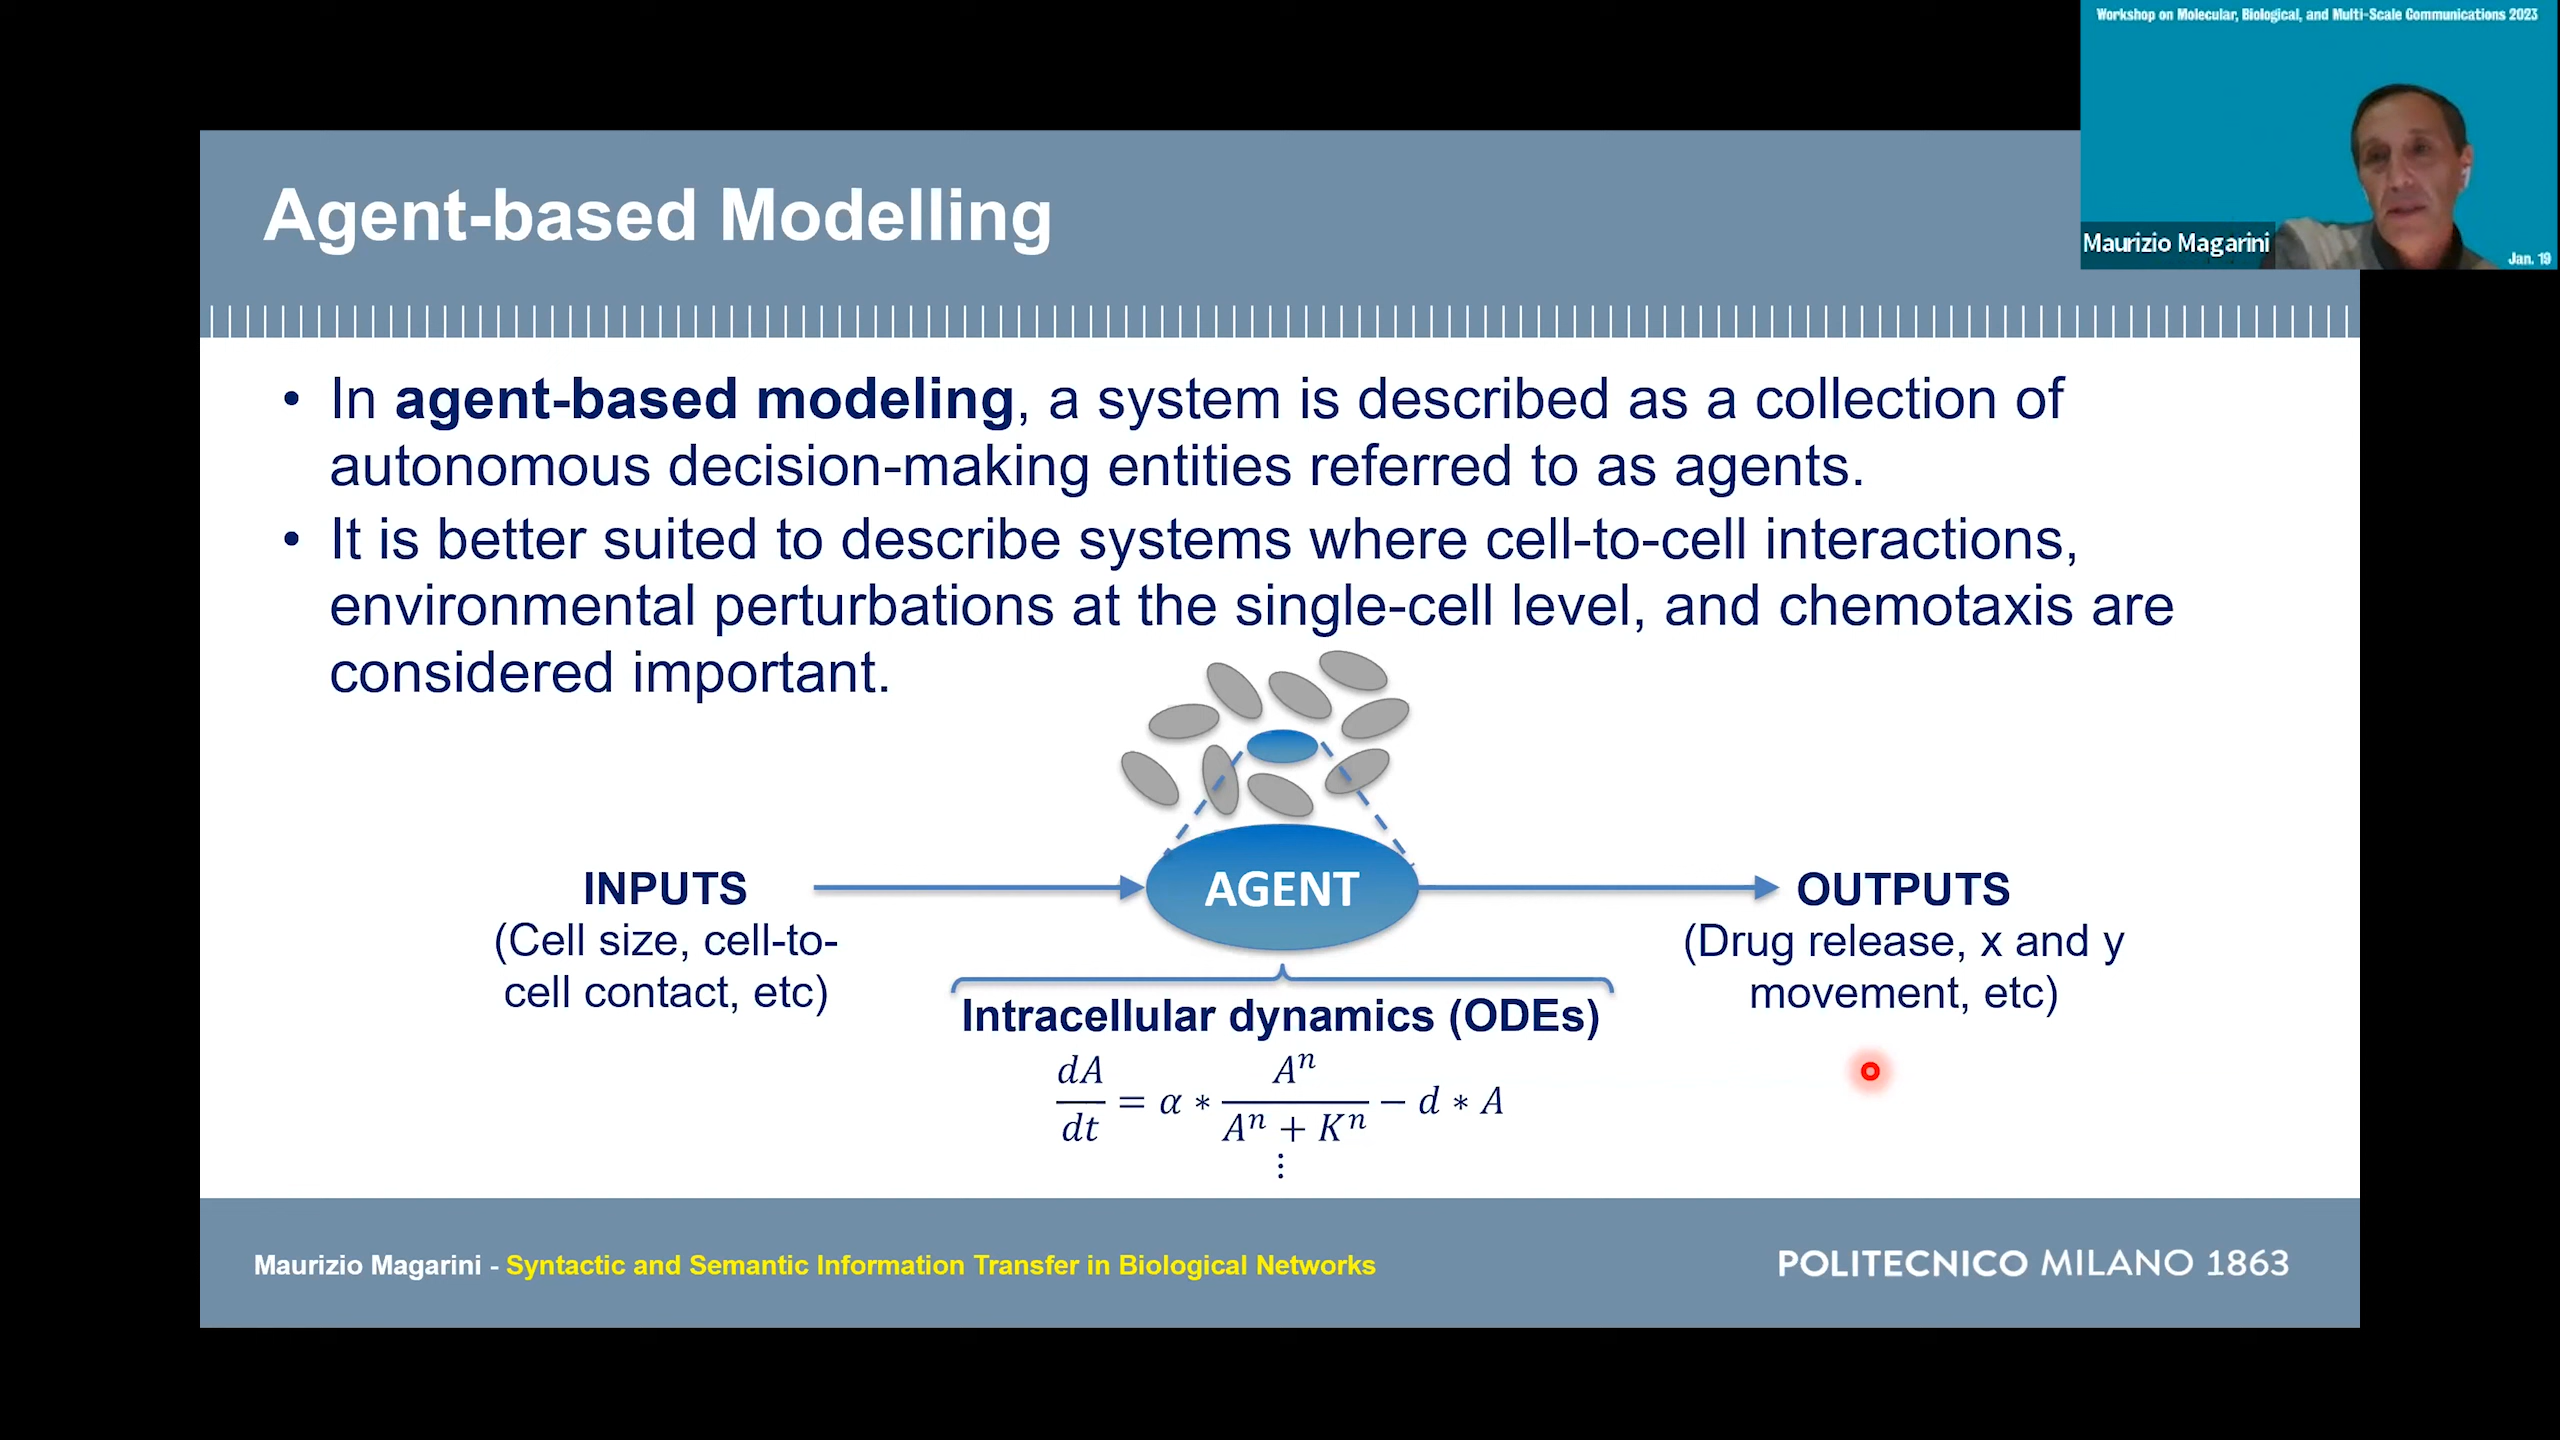 Workshop on Molecular, Biological, and Multi-Scale Communications 2023
Maurizio Magarini
Jan. 19
Agent-based Modelling
• In agent-based modeling, a system is described as a collection of
autonomous decision-making entities referred to as agents.
• It is better suited to describe systems where cell-to-cell interactions,
environmental perturbations at the single-cell level, and chemotaxis are
considered important.
INPUTS
(Cell size, cell-to-
cell contact, etc)
AGENT
OUTPUTS
(Drug release, x and y
movement, etc)
Intracellular dynamics (ODEs)
dA/dt = α * Aⁿ/(Aⁿ + Kⁿ) − d * A
⋮
Maurizio Magarini - Syntactic and Semantic Information Transfer in Biological Networks
POLITECNICO MILANO 1863